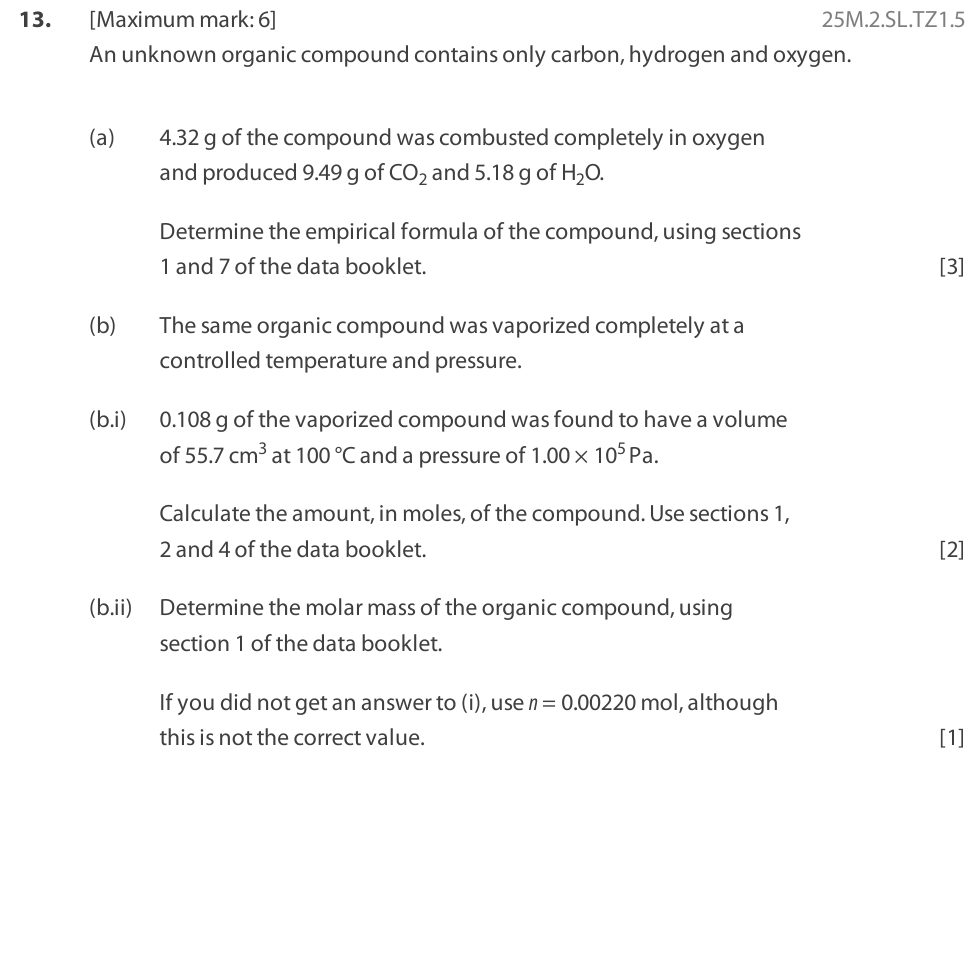 13. [Maximum mark: 6] 25M.2.SL.TZ1.5
An unknown organic compound contains only carbon, hydrogen and oxygen.
(a) 4.32 g of the compound was combusted completely in oxygen
and produced 9.49 g of CO₂ and 5.18 g of H₂O.
Determine the empirical formula of the compound, using sections
1 and 7 of the data booklet. [3]
(b) The same organic compound was vaporized completely at a
controlled temperature and pressure.
(b.i) 0.108 g of the vaporized compound was found to have a volume
of 55.7 cm³ at 100 °C and a pressure of 1.00 × 10⁵ Pa.
Calculate the amount, in moles, of the compound. Use sections 1,
2 and 4 of the data booklet. [2]
(b.ii) Determine the molar mass of the organic compound, using
section 1 of the data booklet.
If you did not get an answer to (i), use n = 0.00220 mol, although
this is not the correct value. [1]